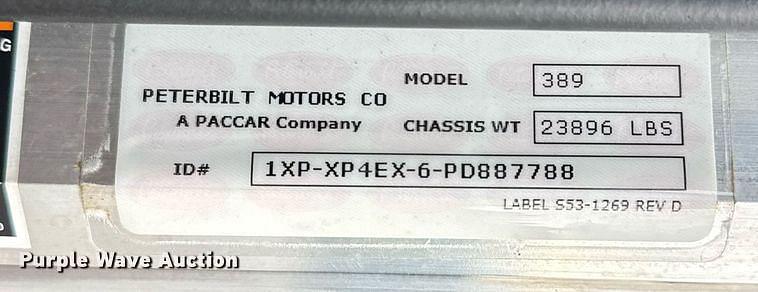 G
MODEL 389
PETERBILT MOTORS CO
A PACCAR Company CHASSIS WT 23896 LBS
ID# 1XP-XP4EX-6-PD887788
LABEL S53-1269 REV D
Purple Wave Auction